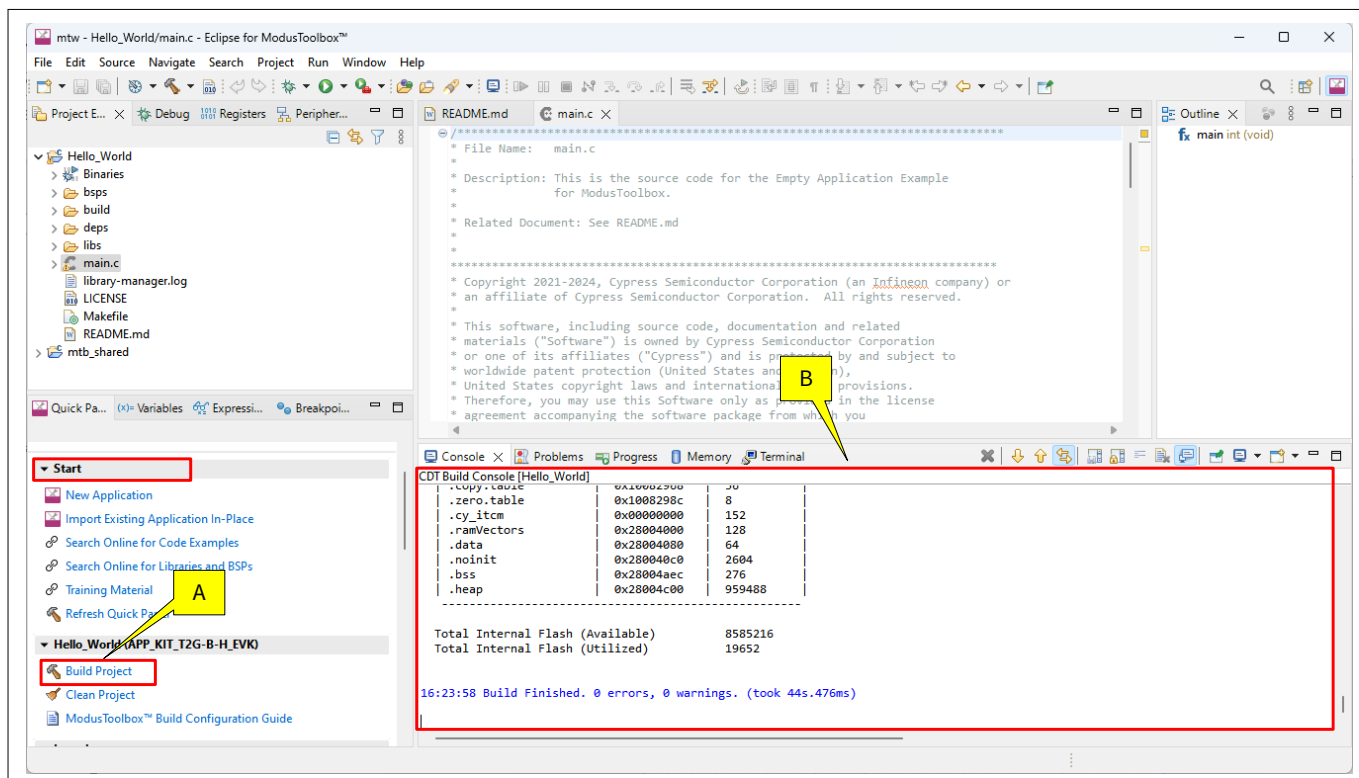 mtw - Hello_World/main.c - Eclipse for ModusToolbox™
File Edit Source Navigate Search Project Run Window Help
Project E... Debug Registers Peripher...
Hello_World
Binaries
bsps
build
deps
libs
main.c
library-manager.log
LICENSE
Makefile
README.md
mtb_shared
README.md main.c
/******************************************************************************
* File Name: main.c
*
* Description: This is the source code for the Empty Application Example
* for ModusToolbox.
*
* Related Document: See README.md
*
*
*******************************************************************************
* Copyright 2021-2024, Cypress Semiconductor Corporation (an Infineon company) or
* an affiliate of Cypress Semiconductor Corporation. All rights reserved.
*
* This software, including source code, documentation and related
* materials ("Software") is owned by Cypress Semiconductor Corporation
* or one of its affiliates ("Cypress") and is protected by and subject to
* worldwide patent protection (United States and
* United States copyright laws and international provisions.
* Therefore, you may use this Software only as provided in the license
* agreement accompanying the software package from which you
Outline
main int (void)
B
Quick Pa... (x)= Variables Expressi... Breakpoi...
Start
New Application
Import Existing Application In-Place
Search Online for Code Examples
Search Online for Libraries and BSPs
Training Material
Refresh Quick
A
Hello_World (APP_KIT_T2G-B-H_EVK)
Build Project
Clean Project
ModusToolbox™ Build Configuration Guide
Console Problems Progress Memory Terminal
CDT Build Console [Hello_World]
| .copy.table | 0x10082968 |
| .zero.table | 0x1008298c | 8 |
| .cy_itcm | 0x00000000 | 152 |
| .ramVectors | 0x28004000 | 128 |
| .data | 0x28004080 | 64 |
| .noinit | 0x280040c0 | 2604 |
| .bss | 0x28004aec | 276 |
| .heap | 0x28004c00 | 959488 |
-----------------------------------------------------
Total Internal Flash (Available) 8585216
Total Internal Flash (Utilized) 19652
16:23:58 Build Finished. 0 errors, 0 warnings. (took 44s.476ms)